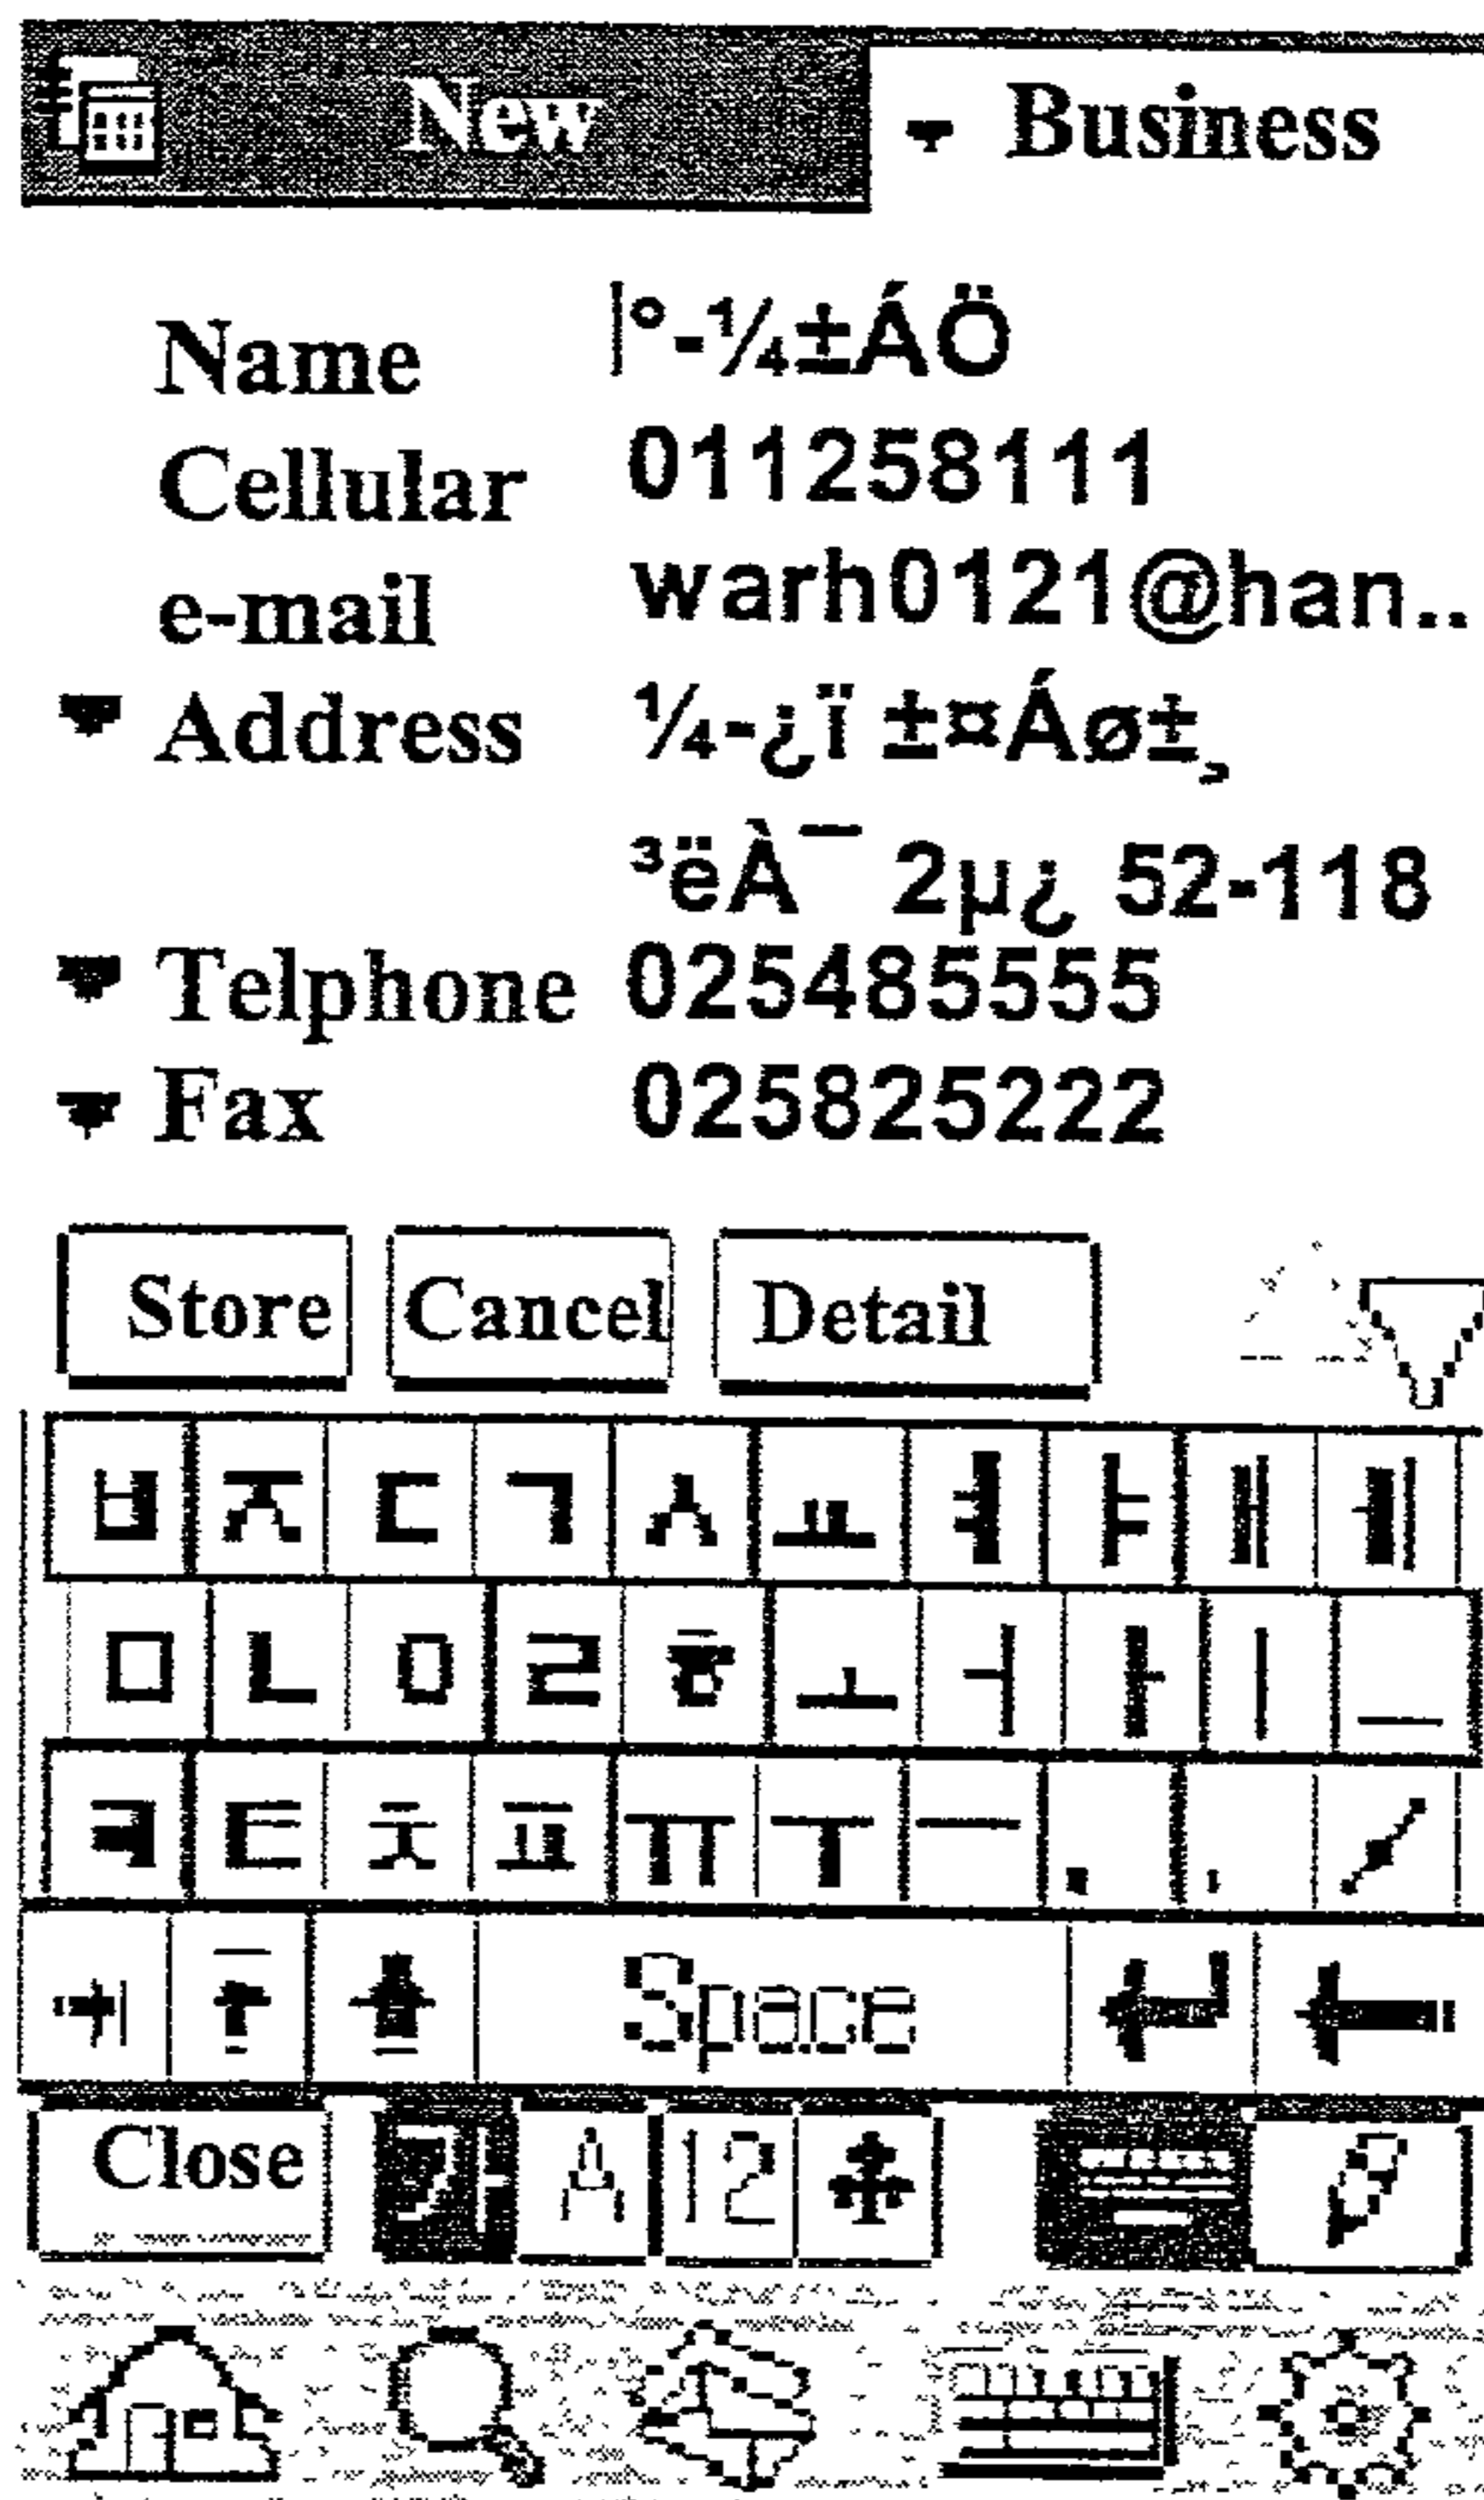 New Business
Name °-¼±ÁÖ
Cellular 011258111
e-mail warh0121@han..
Address ¼-¿ï ±¤Áø±¸
³ëÀ¯ 2µ¿ 52-118
Telphone 025485555
Fax 025825222
Store Cancel Detail
ㅂ ㅈ ㄷ ㄱ ㅅ ㅛ ㅕ ㅑ ㅐ ㅔ
ㅁ ㄴ ㅇ ㄹ ㅎ ㅗ ㅓ ㅏ ㅣ _
ㅋ ㅌ ㅊ ㅍ ㅠ ㅜ ㅡ . , /
Space
Close A 12